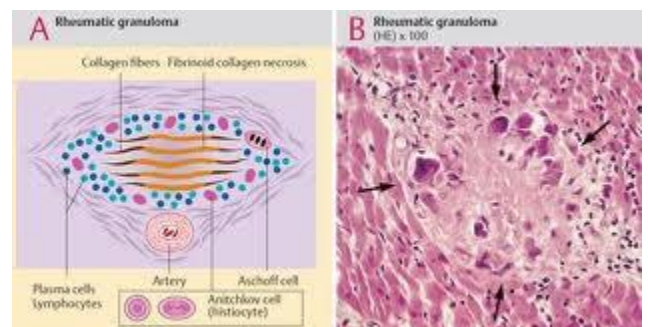 A Rheumatic granuloma
Collagen fibers Fibrinoid collagen necrosis
Plasma cells
Lymphocytes
Artery
Aschoff cell
Anitchkov cell
(histiocyte)
B Rheumatic granuloma
(HE) x 100